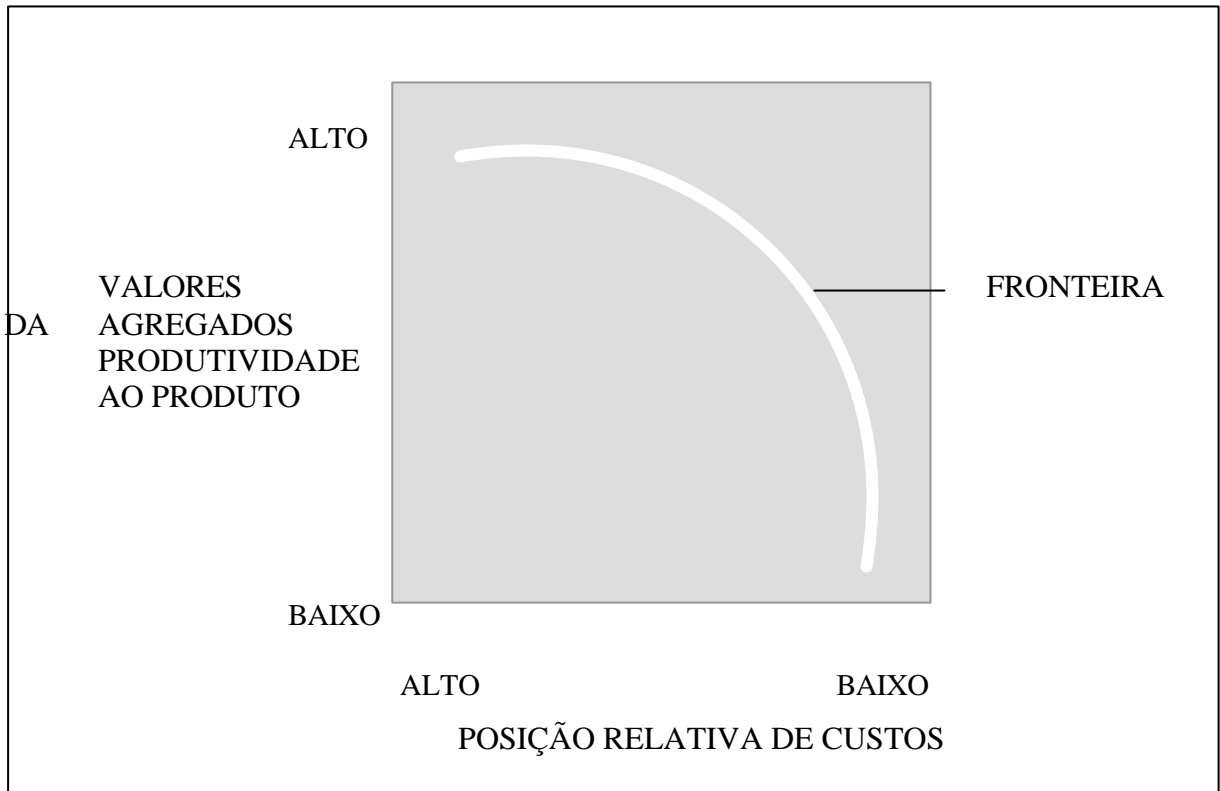 ALTO
VALORES
FRONTEIRA
DA AGREGADOS
PRODUTIVIDADE
AO PRODUTO
BAIXO
ALTO BAIXO
POSIÇÃO RELATIVA DE CUSTOS